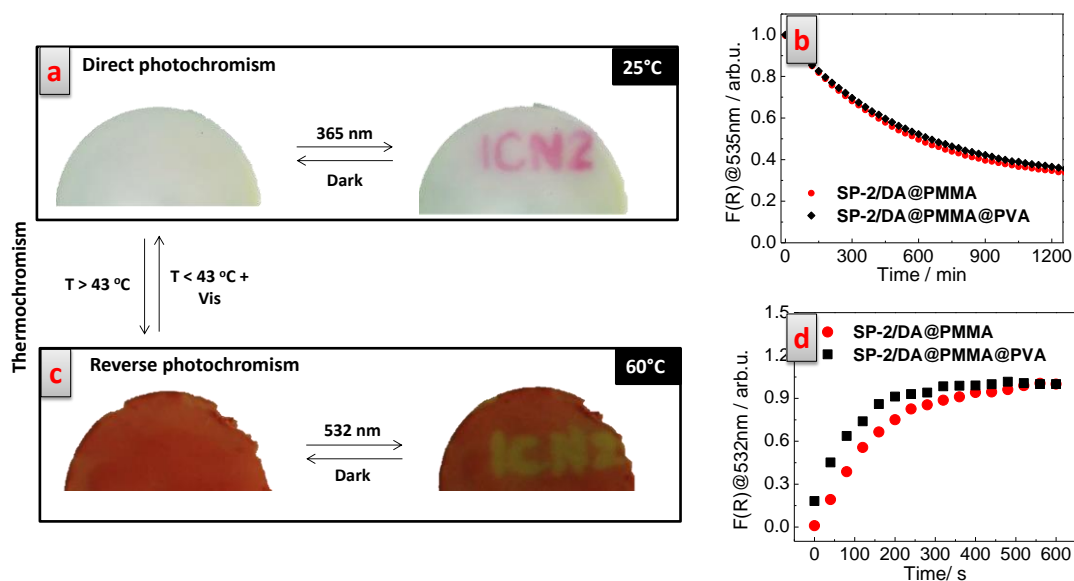 a
Direct photochromism
25°C
365 nm
Dark
ICN2
Thermochromism
T > 43 ºC
T < 43 ºC +
Vis
c
Reverse photochromism
60°C
532 nm
Dark
ICN2
b
F(R)@535nm / arb.u.
1.0
0.8
0.6
0.4
0.2
0.0
SP-2/DA@PMMA
SP-2/DA@PMMA@PVA
0 300 600 900 1200
Time / min
d
F(R)@532nm / arb.u.
1.5
1.2
0.9
0.6
0.3
0.0
SP-2/DA@PMMA
SP-2/DA@PMMA@PVA
0 100 200 300 400 500 600
Time/ s